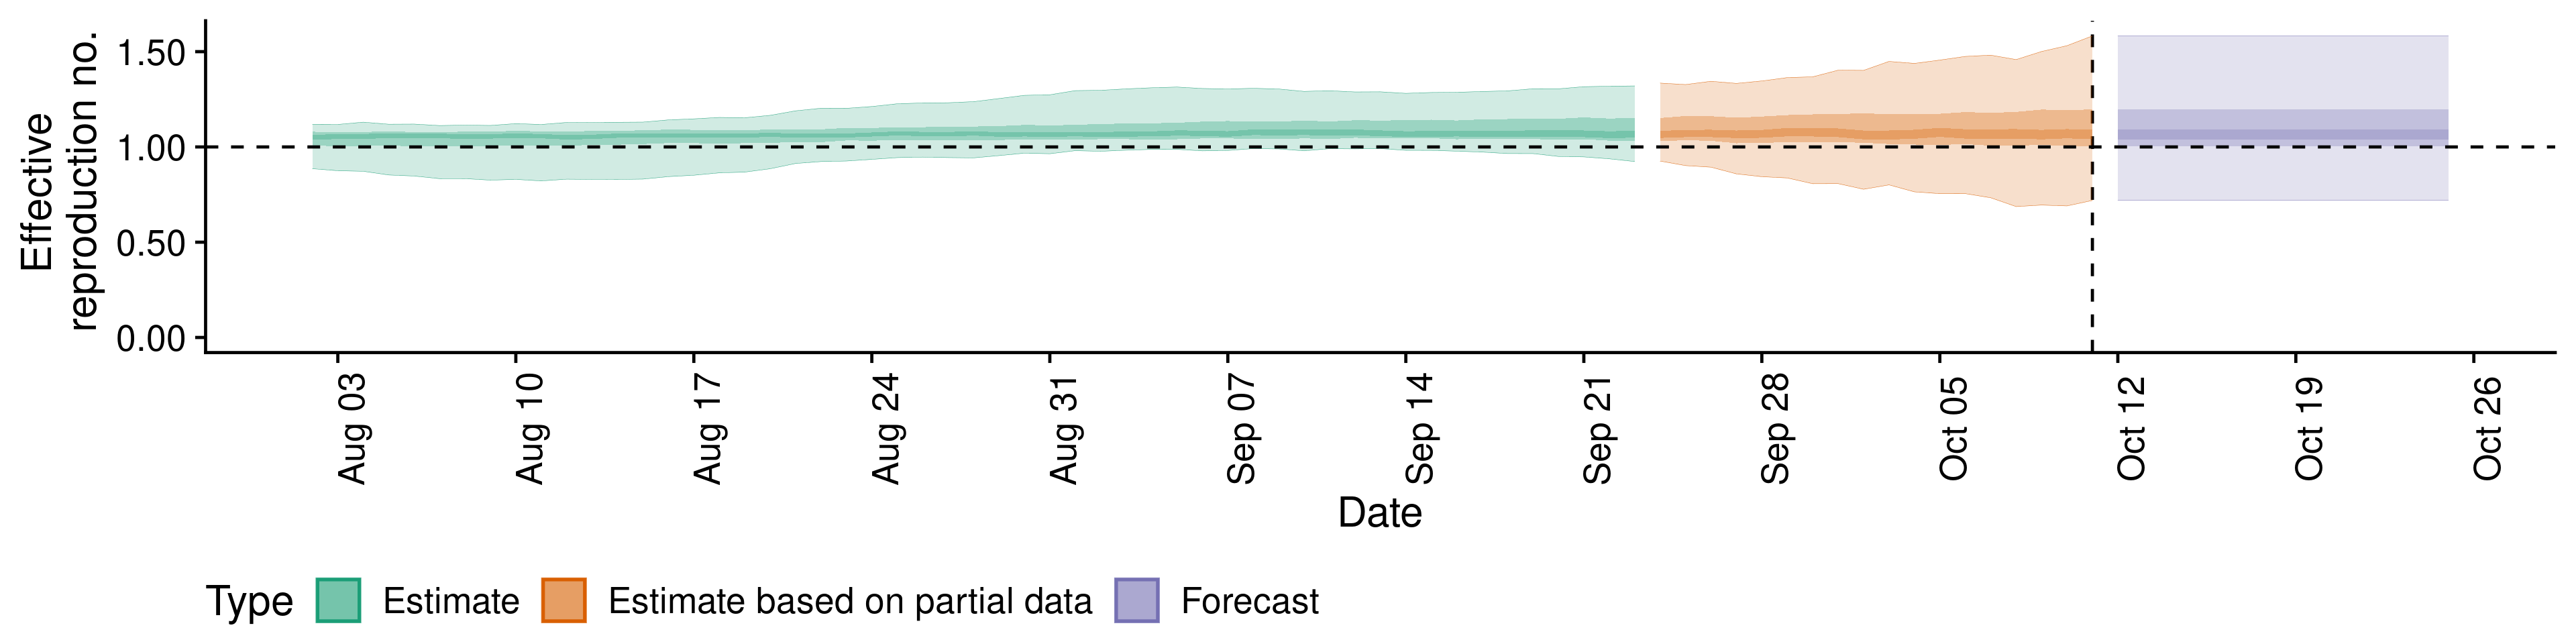 Effective
reproduction no.
1.50
1.00
0.50
0.00
Aug 03
Aug 10
Aug 17
Aug 24
Aug 31
Sep 07
Sep 14
Sep 21
Sep 28
Oct 05
Oct 12
Oct 19
Oct 26
Date
Type Estimate Estimate based on partial data Forecast